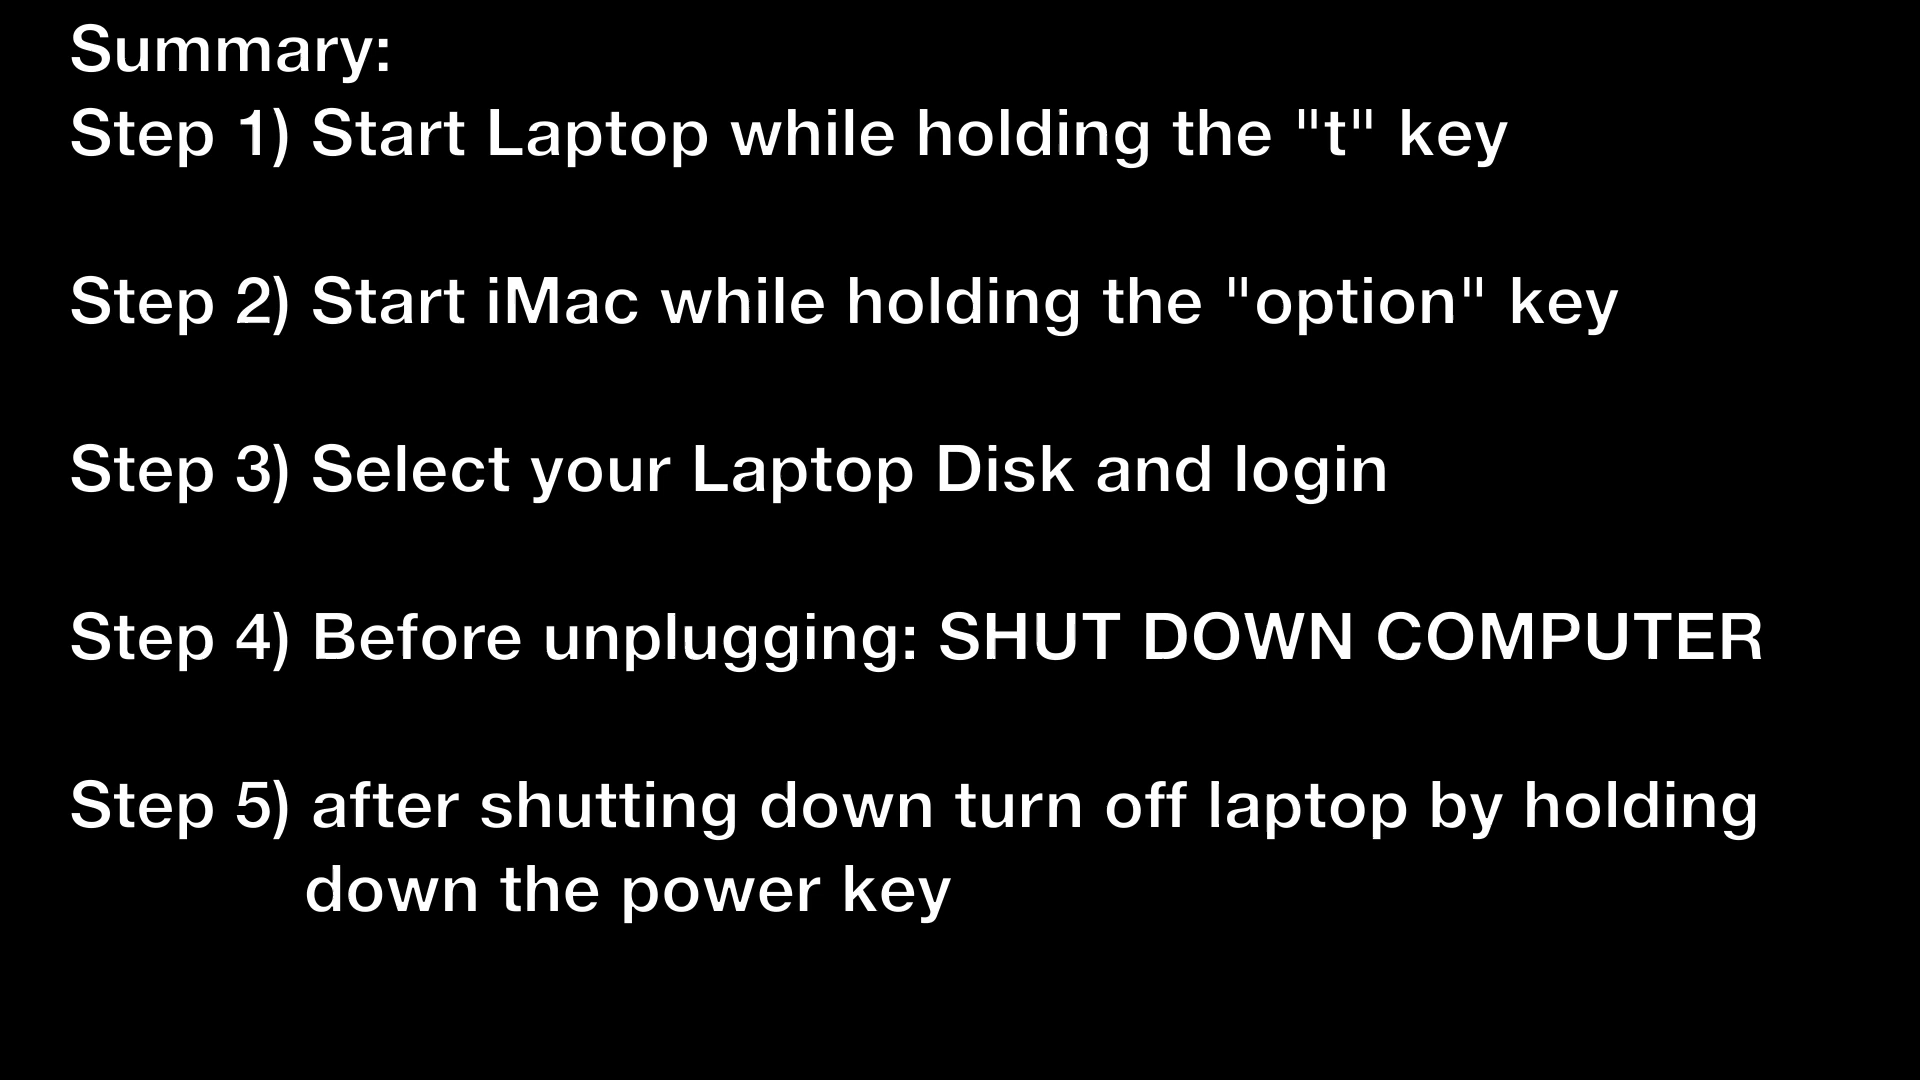 Summary:
Step 1) Start Laptop while holding the "t" key
Step 2) Start iMac while holding the "option" key
Step 3) Select your Laptop Disk and login
Step 4) Before unplugging: SHUT DOWN COMPUTER
Step 5) after shutting down turn off laptop by holding
down the power key